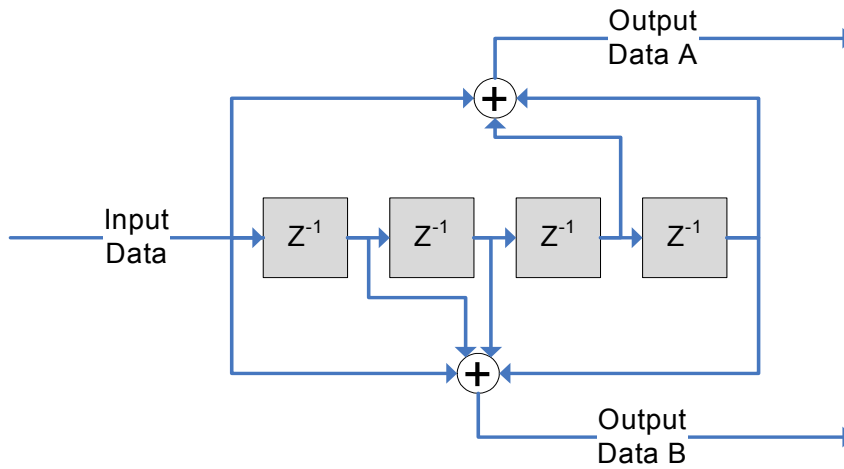 Output
Data A
+
Input
Data
Z⁻¹
Z⁻¹
Z⁻¹
Z⁻¹
+
Output
Data B